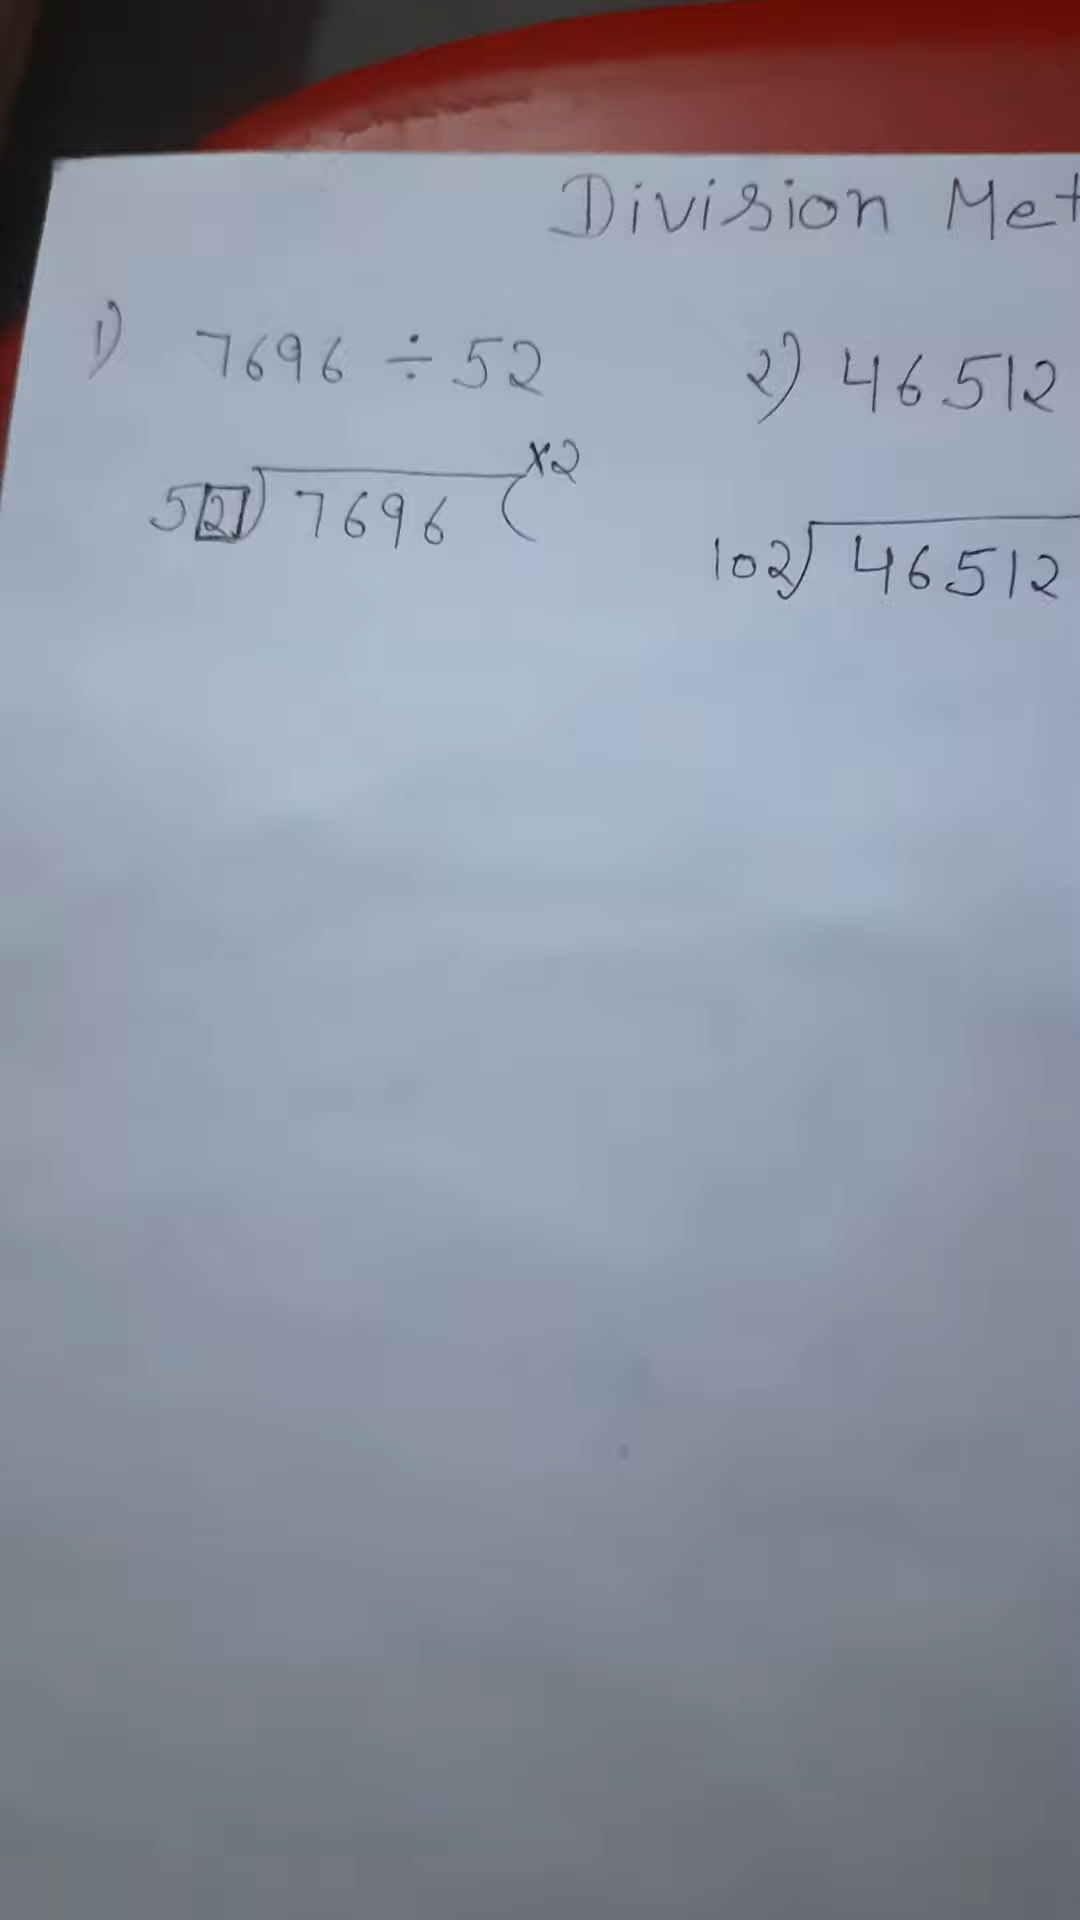 Division Met
1) 7696 ÷ 52
2) 46512
×2
52) 7696 (
102) 46512